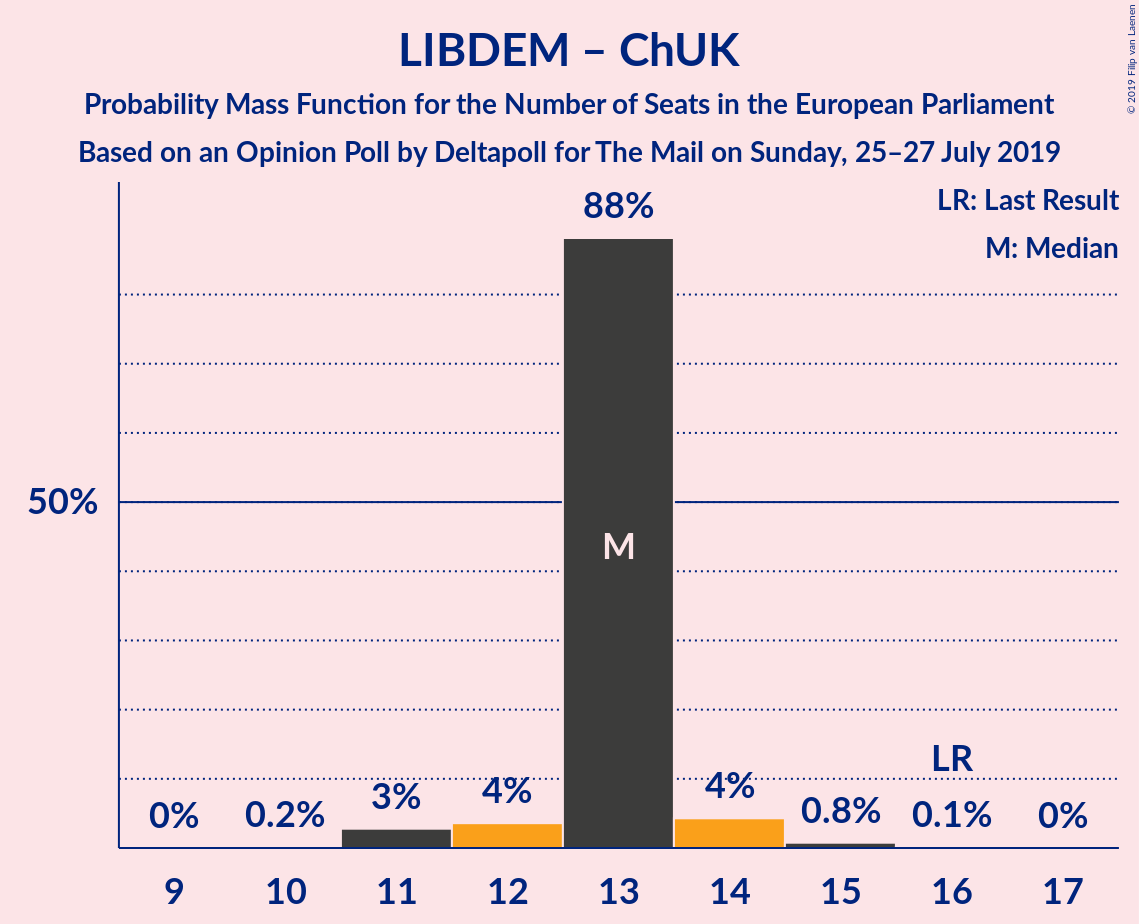 LIBDEM – ChUK
Probability Mass Function for the Number of Seats in the European Parliament
Based on an Opinion Poll by Deltapoll for The Mail on Sunday, 25–27 July 2019
© 2019 Filip van Laenen
LR: Last Result
M: Median
88%
50%
M
LR
3%
4%
4%
0%
0.2%
0.8%
0.1%
0%
9 10 11 12 13 14 15 16 17